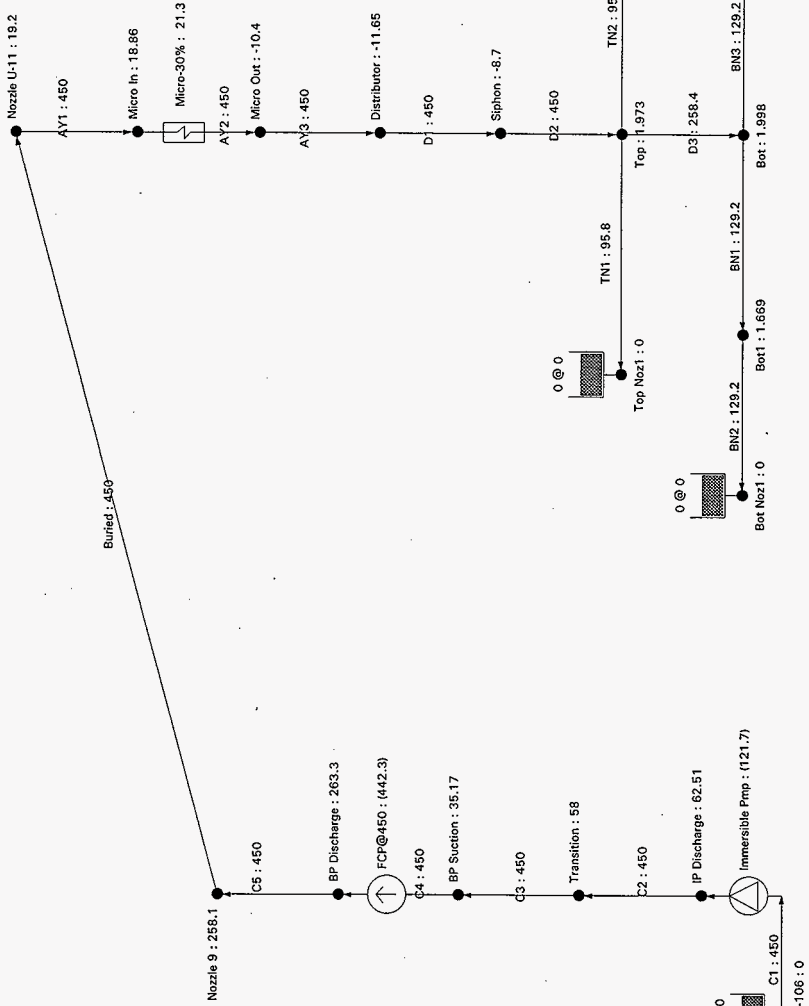 Nozzle U-11 : 19.2
AY1 : 450
Micro In : 18.86
Micro-30% : 21.3
AY2 : 450
Micro Out : -10.4
AY3 : 450
Distributor : -11.65
D1 : 450
Siphon : -8.7
D2 : 450
TN2 : 95
Top : 1.973
D3 : 258.4
BN3 : 129.2
Bot : 1.998
TN1 : 95.8
BN1 : 129.2
0 @ 0
Top Noz1 : 0
Bot1 : 1.669
BN2 : 129.2
0 @ 0
Bot Noz1 : 0
Buried : 450
Nozzle 9 : 258.1
C5 : 450
BP Discharge : 263.3
FCP@450 : (442.3)
C4 : 450
BP Suction : 35.17
C3 : 450
Transition : 58
C2 : 450
IP Discharge : 62.51
Immersible Pmp : (121.7)
0
C1 : 450
-106 : 0